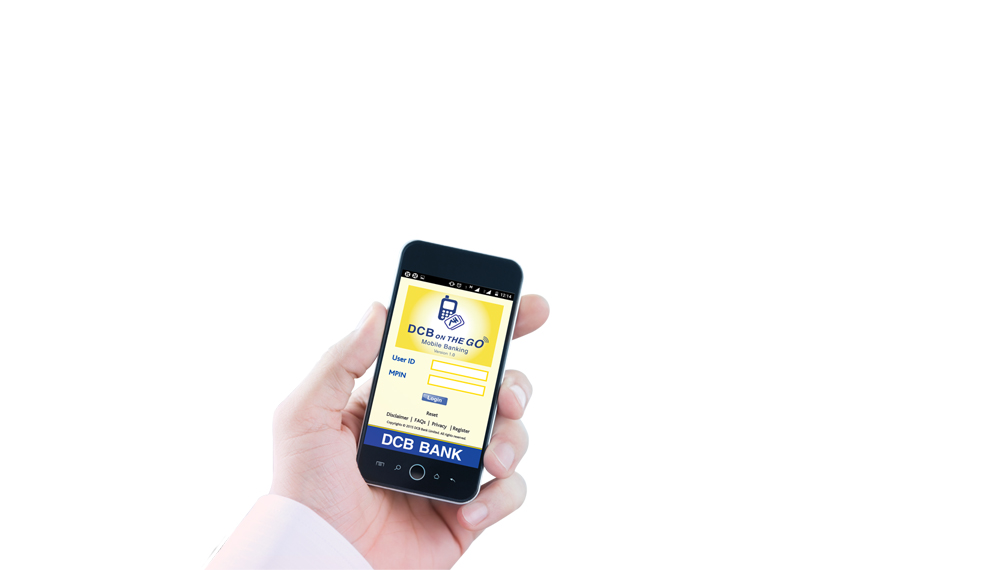 12:14
DCB ON THE GO
Mobile Banking
Version 1.0
User ID
MPIN
Login
Reset
Disclaimer | FAQs | Privacy | Register
Copyrights © 2015 DCB Bank Limited. All rights reserved.
DCB BANK